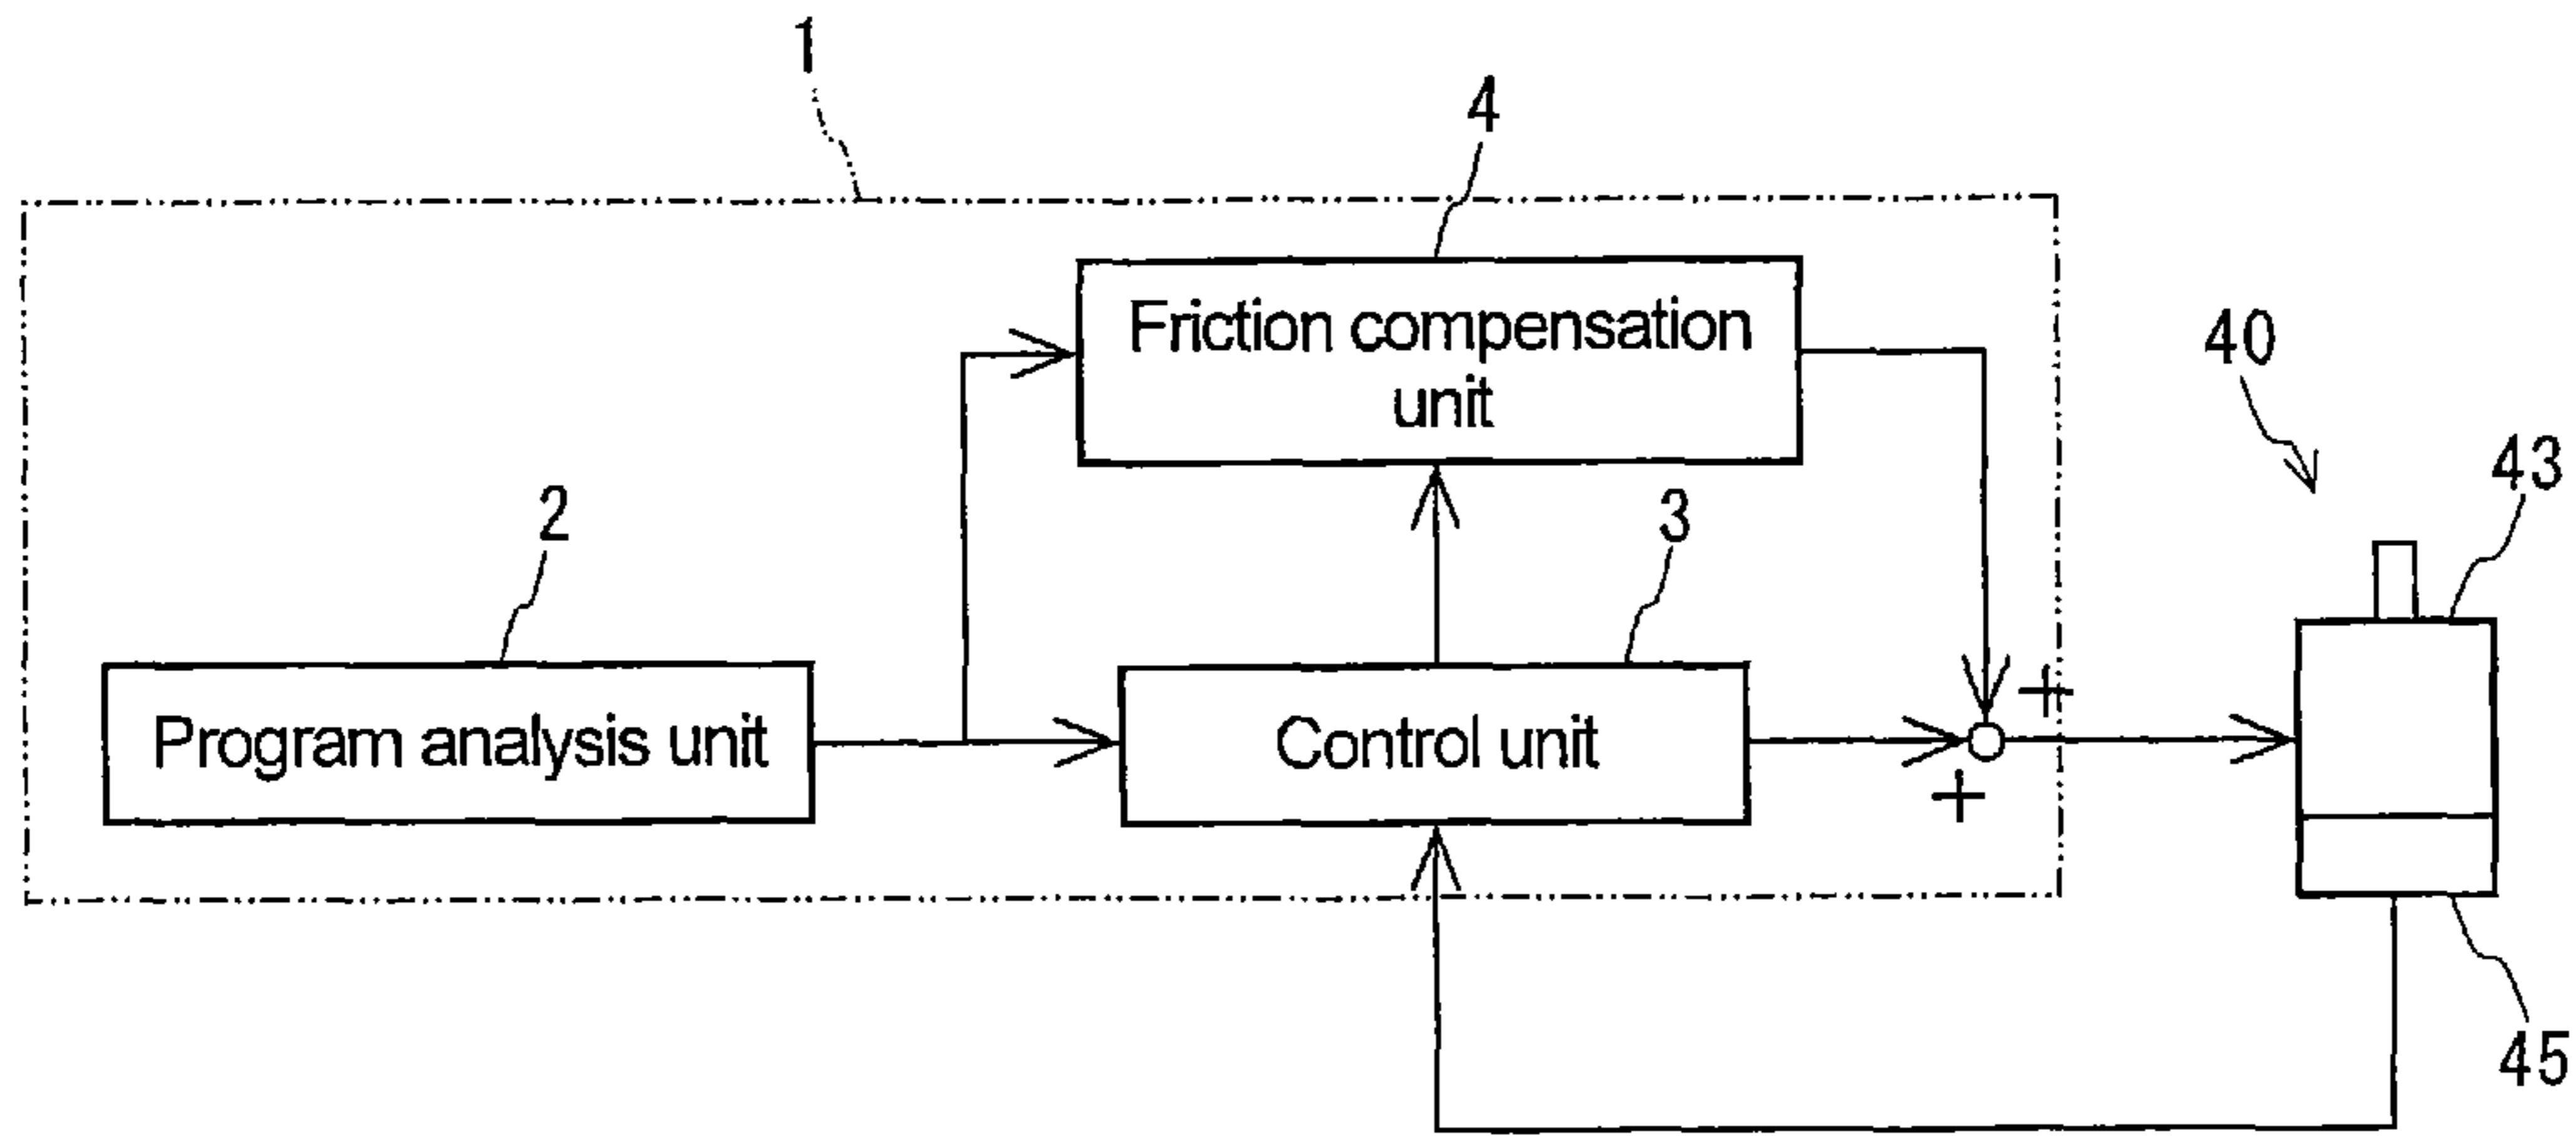 1
4
Friction compensation
unit
40
43
2
3
Program analysis unit
Control unit
+
+
45